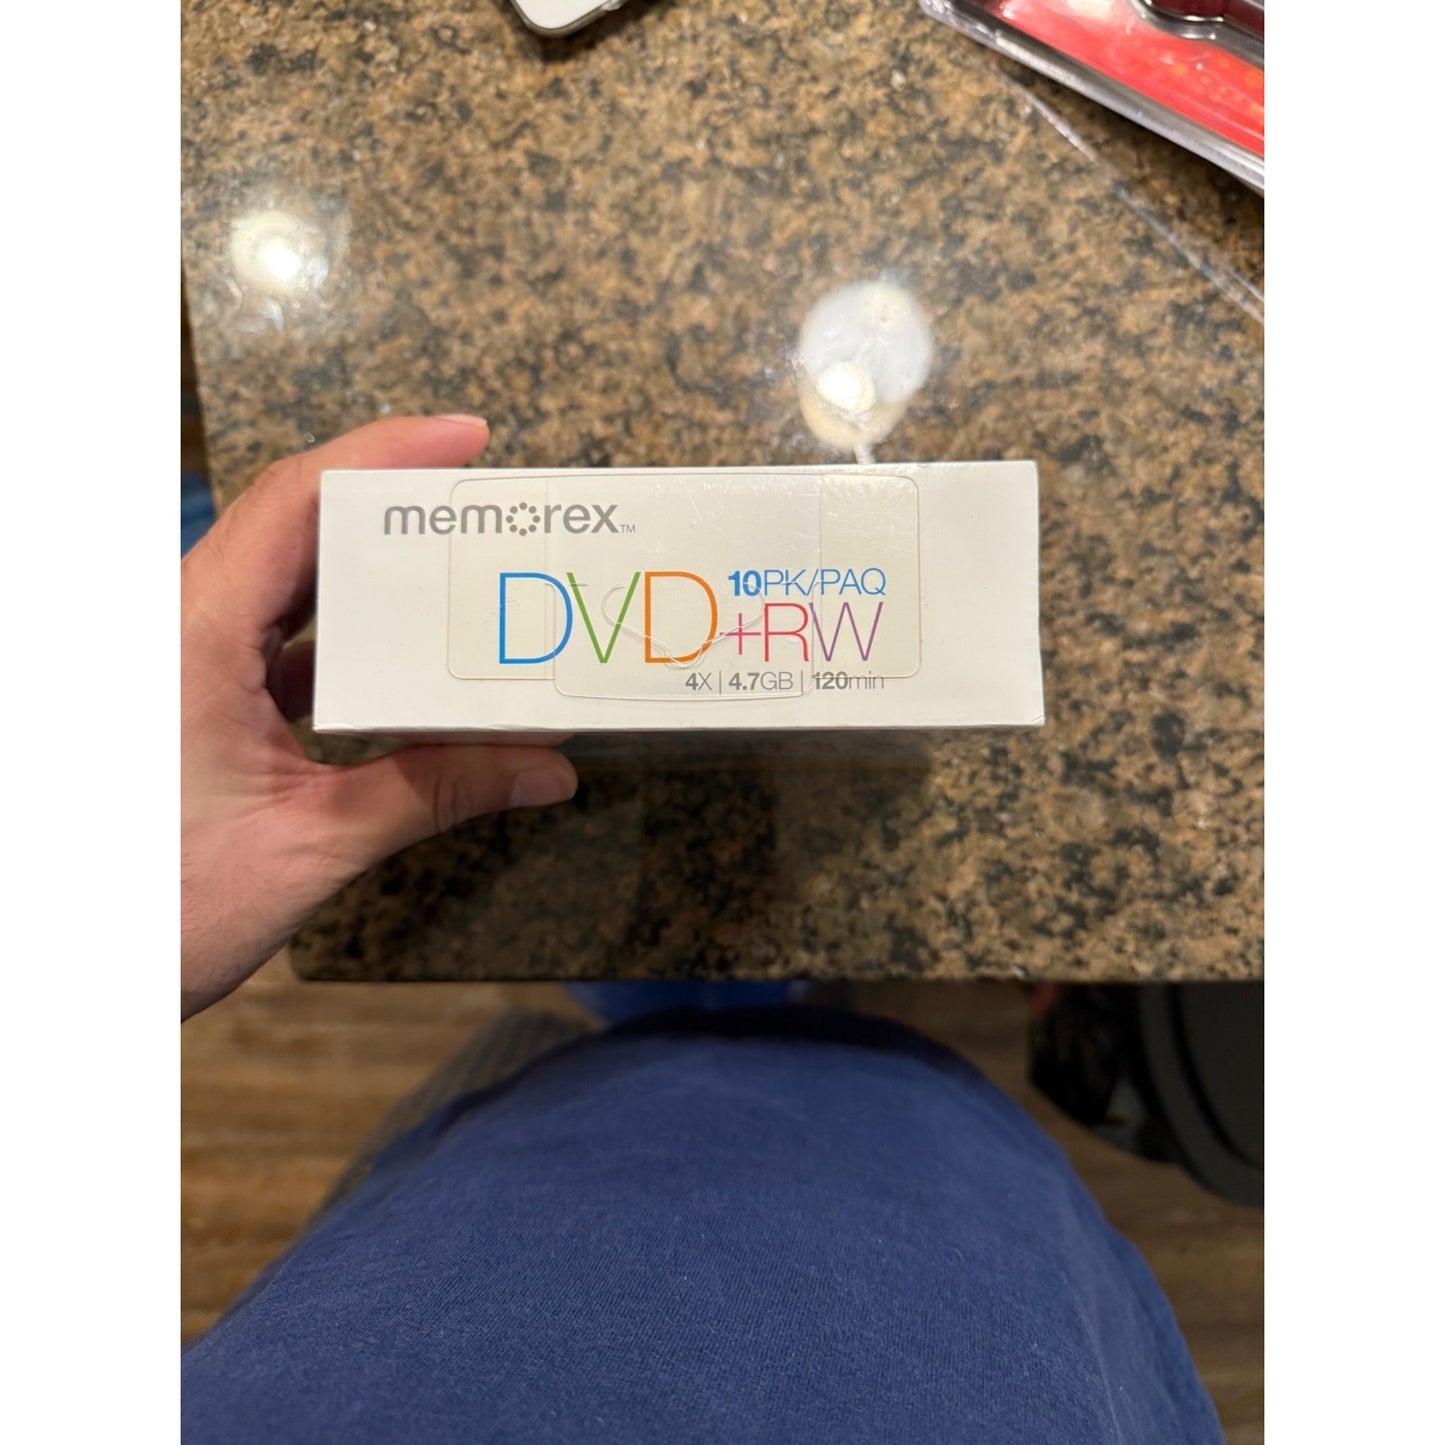 memorex™
10PK/PAQ
DVD+RW
4X | 4.7GB | 120min